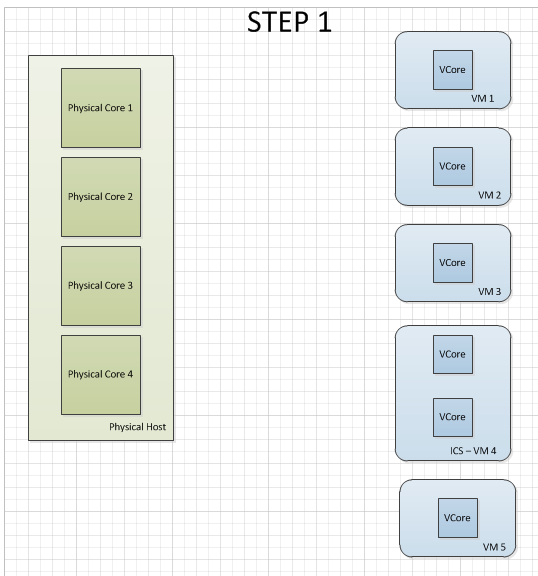 STEP 1
Physical Core 1
Physical Core 2
Physical Core 3
Physical Core 4
Physical Host
VCore
VM 1
VCore
VM 2
VCore
VM 3
VCore
VCore
ICS – VM 4
VCore
VM 5